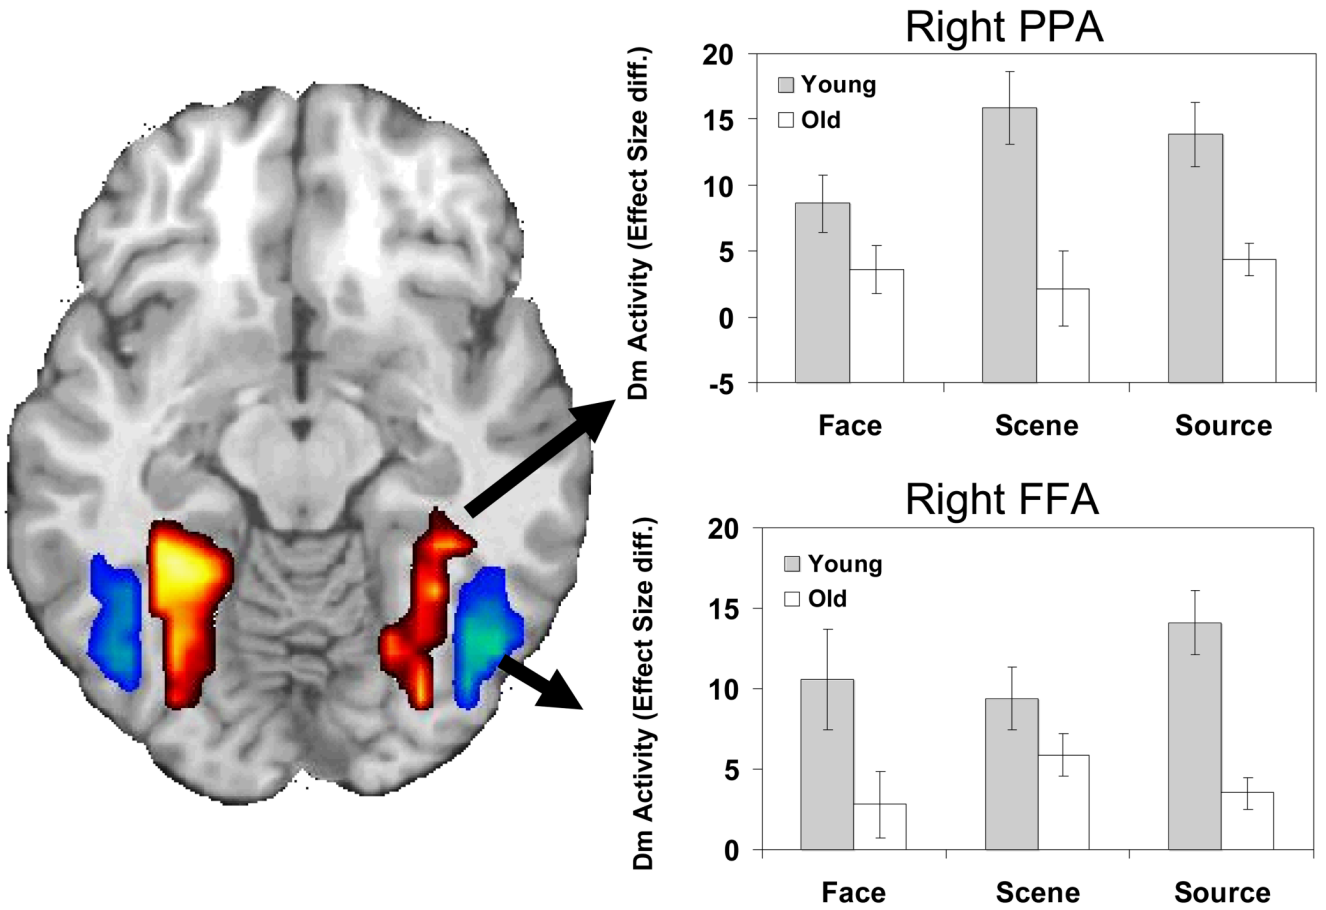 Right PPA
Dm Activity (Effect Size diff.)
20
15
10
5
0
-5
Young
Old
Face Scene Source
Right FFA
Dm Activity (Effect Size diff.)
20
15
10
5
0
Young
Old
Face Scene Source